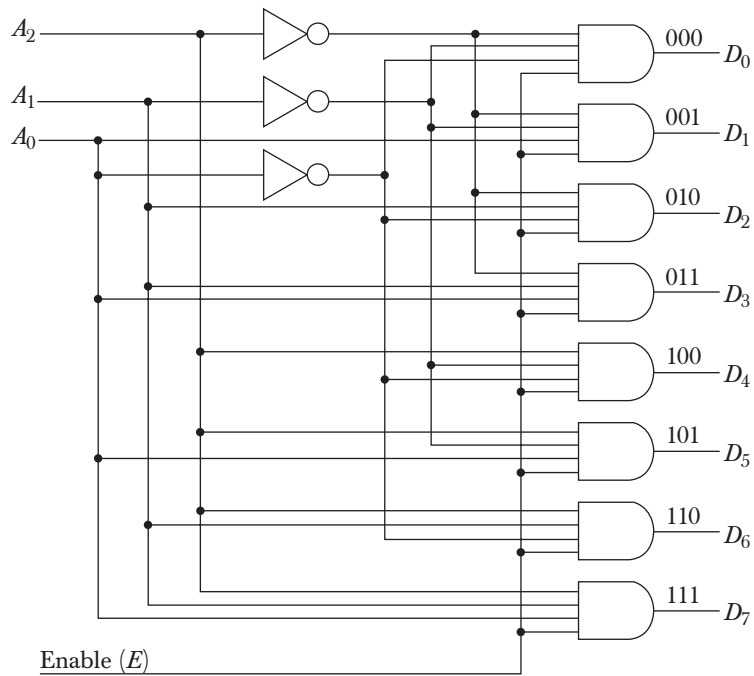 A₂
000
D₀
A₁
001
A₀
D₁
010
D₂
011
D₃
100
D₄
101
D₅
110
D₆
111
D₇
Enable (E)